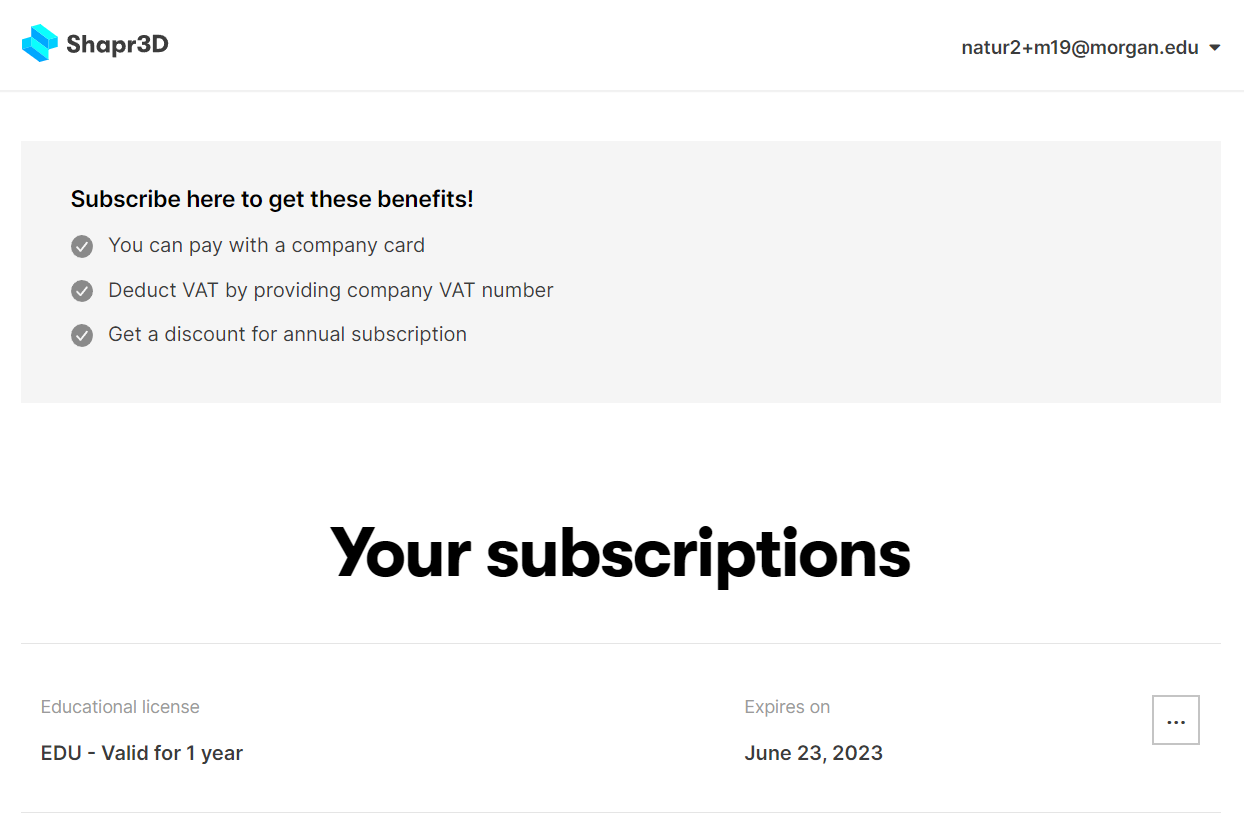 Shapr3D
natur2+m19@morgan.edu
Subscribe here to get these benefits!
You can pay with a company card
Deduct VAT by providing company VAT number
Get a discount for annual subscription
Your subscriptions
Educational license
Expires on
...
EDU - Valid for 1 year
June 23, 2023